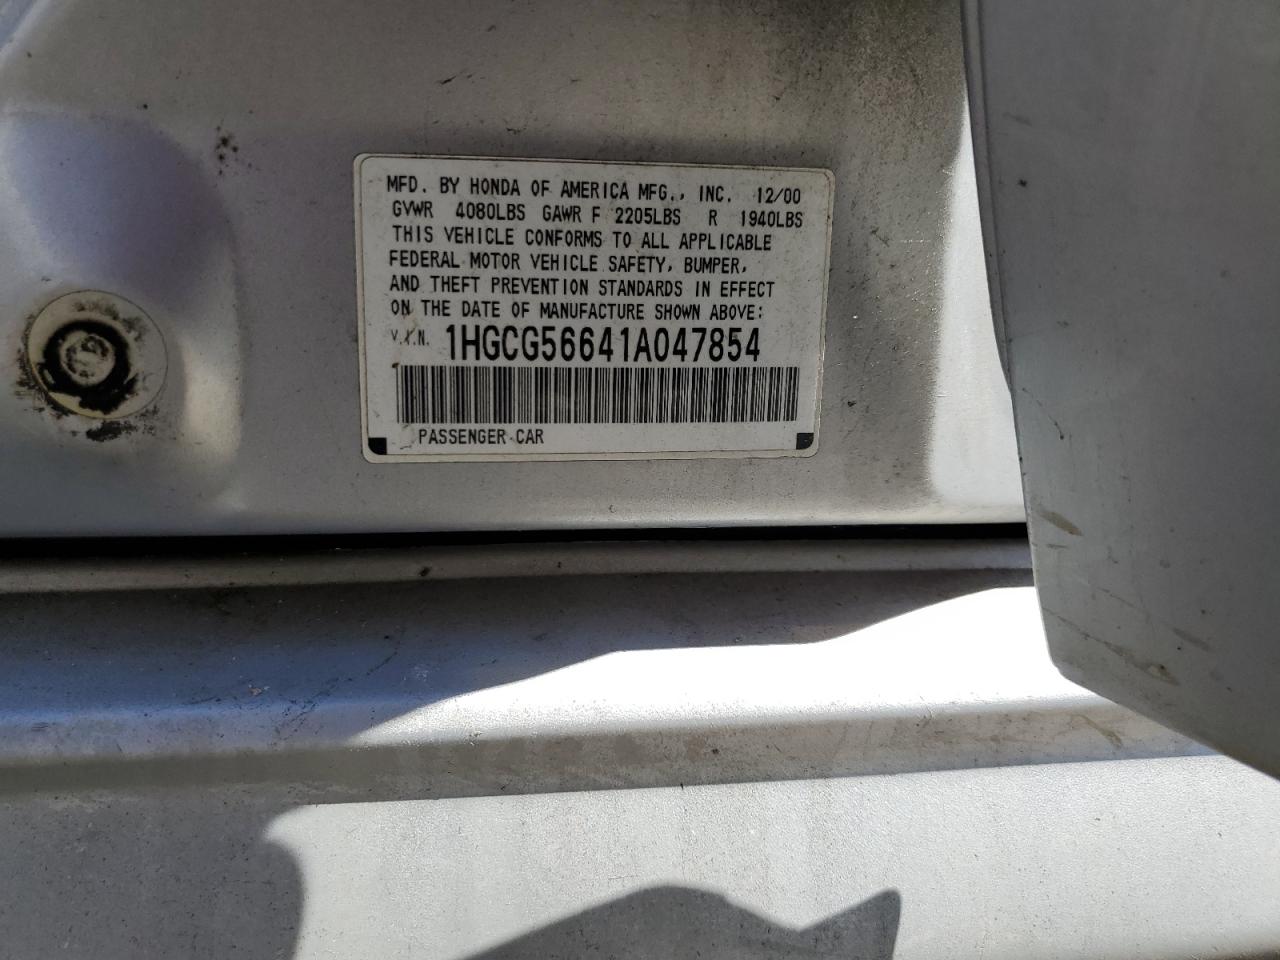 MFD. BY HONDA OF AMERICA MFG., INC. 12/00
GVWR 4080LBS GAWR F 2205LBS R 1940LBS
THIS VEHICLE CONFORMS TO ALL APPLICABLE
FEDERAL MOTOR VEHICLE SAFETY, BUMPER,
AND THEFT PREVENTION STANDARDS IN EFFECT
ON THE DATE OF MANUFACTURE SHOWN ABOVE:
V.I.N. 1HGCG56641A047854
PASSENGER CAR